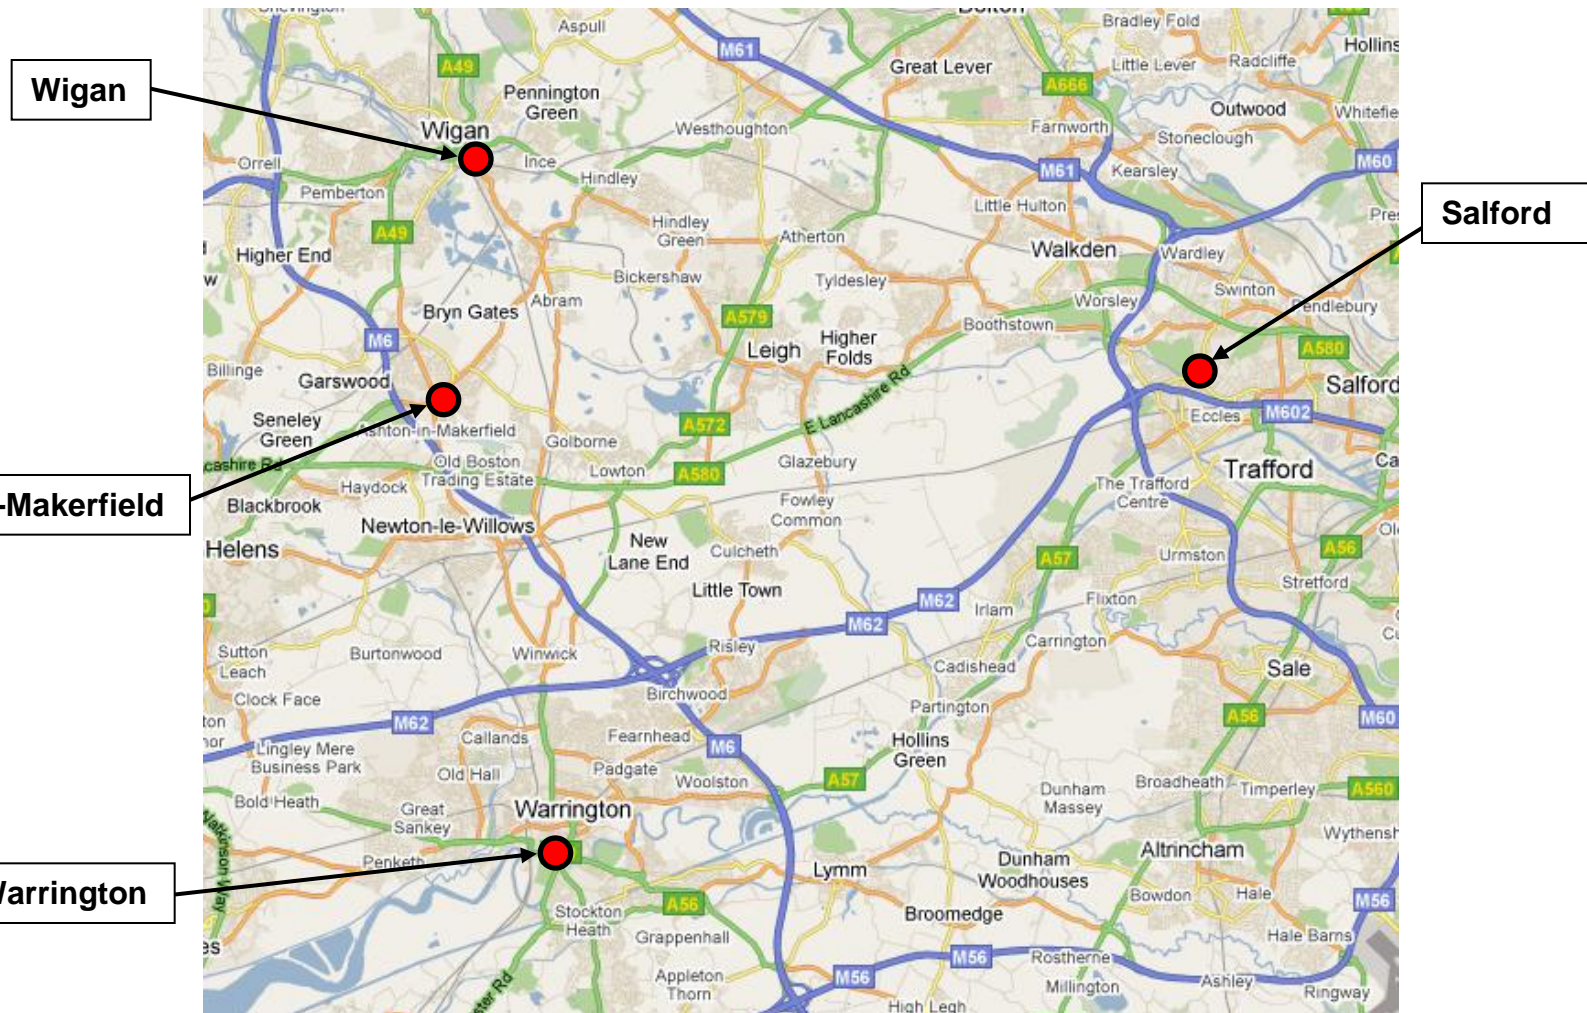 Wigan
Salford
-Makerfield
Warrington
Aspull
Bradley Fold
Hollins
M61
Great Lever
Little Lever
Radcliffe
A49
A666
Pennington
Green
Outwood
Whitefie
Wigan
Westhoughton
Farnworth
Stoneclough
Orrell
Ince
Hindley
M61
Kearsley
M60
Pemberton
Little Hulton
A49
Hindley
Green
Atherton
Walkden
Wardley
Higher End
Bickershaw
Tyldesley
Swinton
Pendlebury
Bryn Gates
Abram
A579
Worsley
Boothstown
M6
Leigh
Higher
Folds
A580
Billinge
Garswood
E Lancashire Rd
Salford
Seneley
Green
Ashton-in-Makerfield
A572
Eccles
M602
Golborne
cashire Rd
Old Boston
Trading Estate
Lowton
A580
Glazebury
Trafford
Ca
Haydock
The Trafford
Centre
Blackbrook
Newton-le-Willows
Fowley
Common
Helens
New
Lane End
Culcheth
A57
Urmston
A56
Little Town
Stretford
M62
M62
Irlam
Flixton
Sutton
Leach
Burtonwood
Winwick
Risley
Cadishead
Carrington
Sale
Clock Face
Birchwood
Partington
M62
A56
M60
Lingley Mere
Business Park
Callands
Fearnhead
M6
Hollins
Green
Old Hall
Padgate
Woolston
A57
Dunham
Massey
Broadheath
Timperley
A560
Bold Heath
Great
Sankey
Warrington
Wythensh
Penketh
Lymm
Dunham
Woodhouses
Altrincham
Bowdon
Hale
M56
Stockton
Heath
A56
Broomedge
Grappenhall
Hale Barns
Appleton
Thorn
M56
M56
Rostherne
Millington
Ashley
Ringway
ster Rd
High Legh